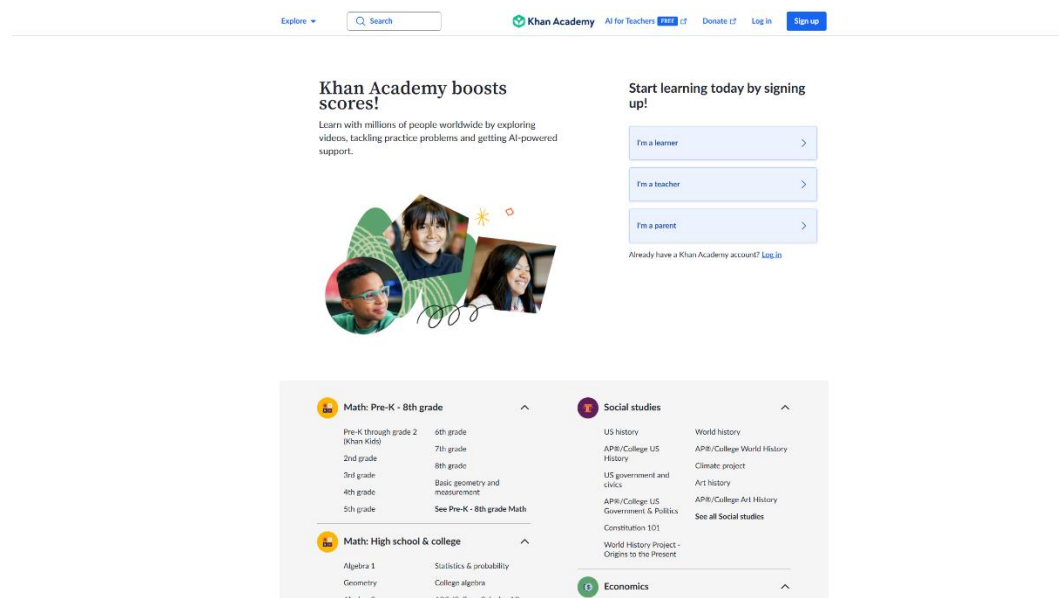 Explore
Search
Khan Academy
AI for Teachers FREE
Donate
Log in
Sign up
Khan Academy boosts
scores!
Learn with millions of people worldwide by exploring
videos, tackling practice problems and getting AI-powered
support.
Start learning today by signing
up!
I'm a learner
I'm a teacher
I'm a parent
Already have a Khan Academy account? Log in
Math: Pre-K - 8th grade
Pre-K through grade 2
(Khan Kids)
2nd grade
3rd grade
4th grade
5th grade
6th grade
7th grade
8th grade
Basic geometry and
measurement
See Pre-K - 8th grade Math
Math: High school & college
Algebra 1
Geometry
Statistics & probability
College algebra
Social studies
US history
AP®/College US
History
US government and
civics
AP®/College US
Government & Politics
Constitution 101
World History Project -
Origins to the Present
World history
AP®/College World History
Climate project
Art history
AP®/College Art History
See all Social studies
Economics